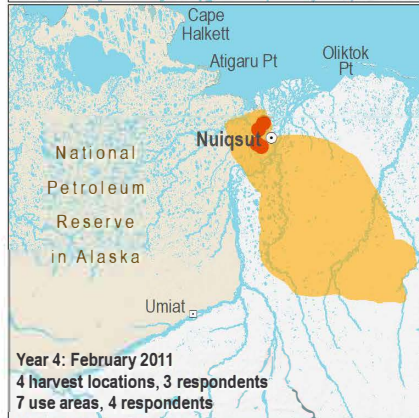 Cape
Halkett
Atigaru Pt
Oliktok
Pt
Nuiqsut
National
Petroleum
Reserve
in Alaska
Umiat
Year 4: February 2011
4 harvest locations, 3 respondents
7 use areas, 4 respondents